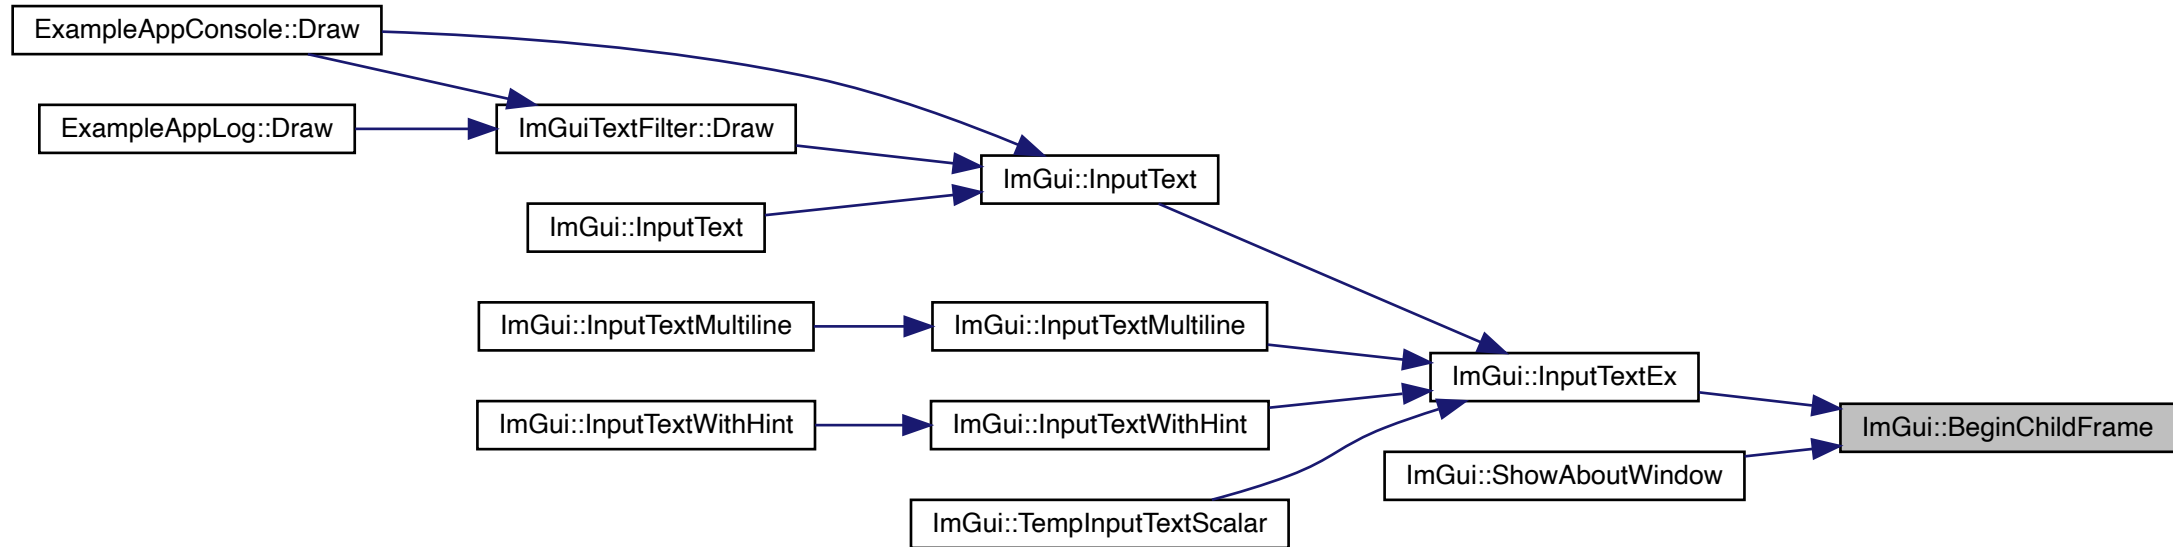 ExampleAppConsole::Draw
ExampleAppLog::Draw
ImGuiTextFilter::Draw
ImGui::InputText
ImGui::InputText
ImGui::InputTextMultiline
ImGui::InputTextMultiline
ImGui::InputTextEx
ImGui::InputTextWithHint
ImGui::InputTextWithHint
ImGui::BeginChildFrame
ImGui::ShowAboutWindow
ImGui::TempInputTextScalar